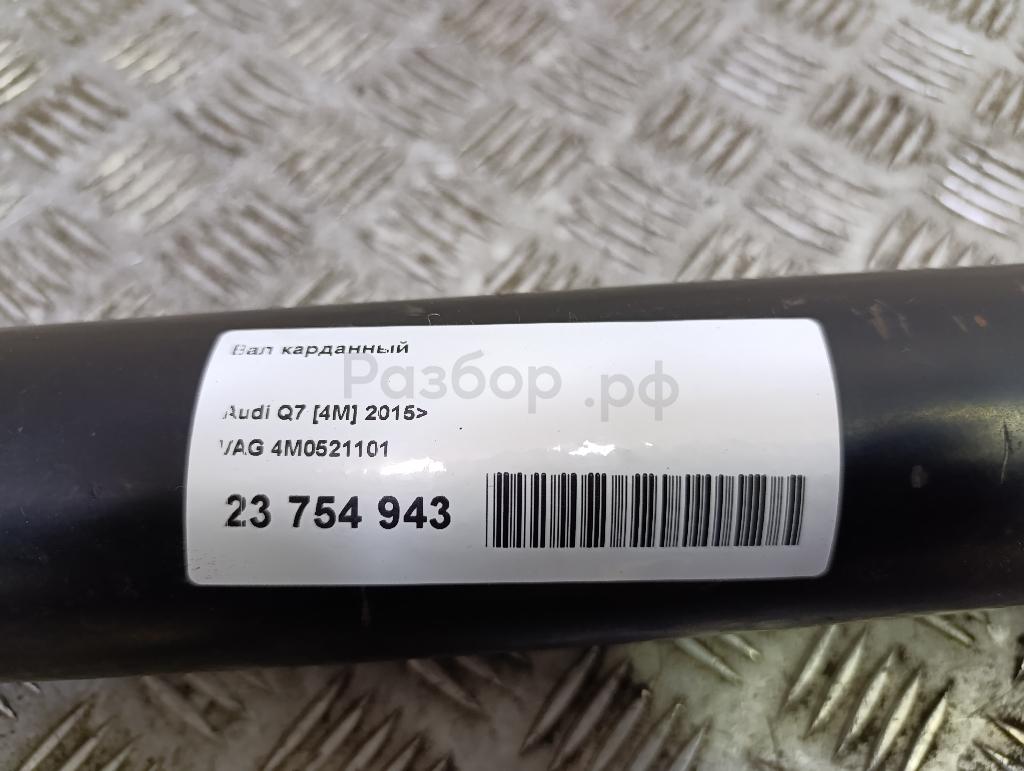 Вал карданный
Разбор.рф
Audi Q7 [4M] 2015>
VAG 4M0521101
23 754 943